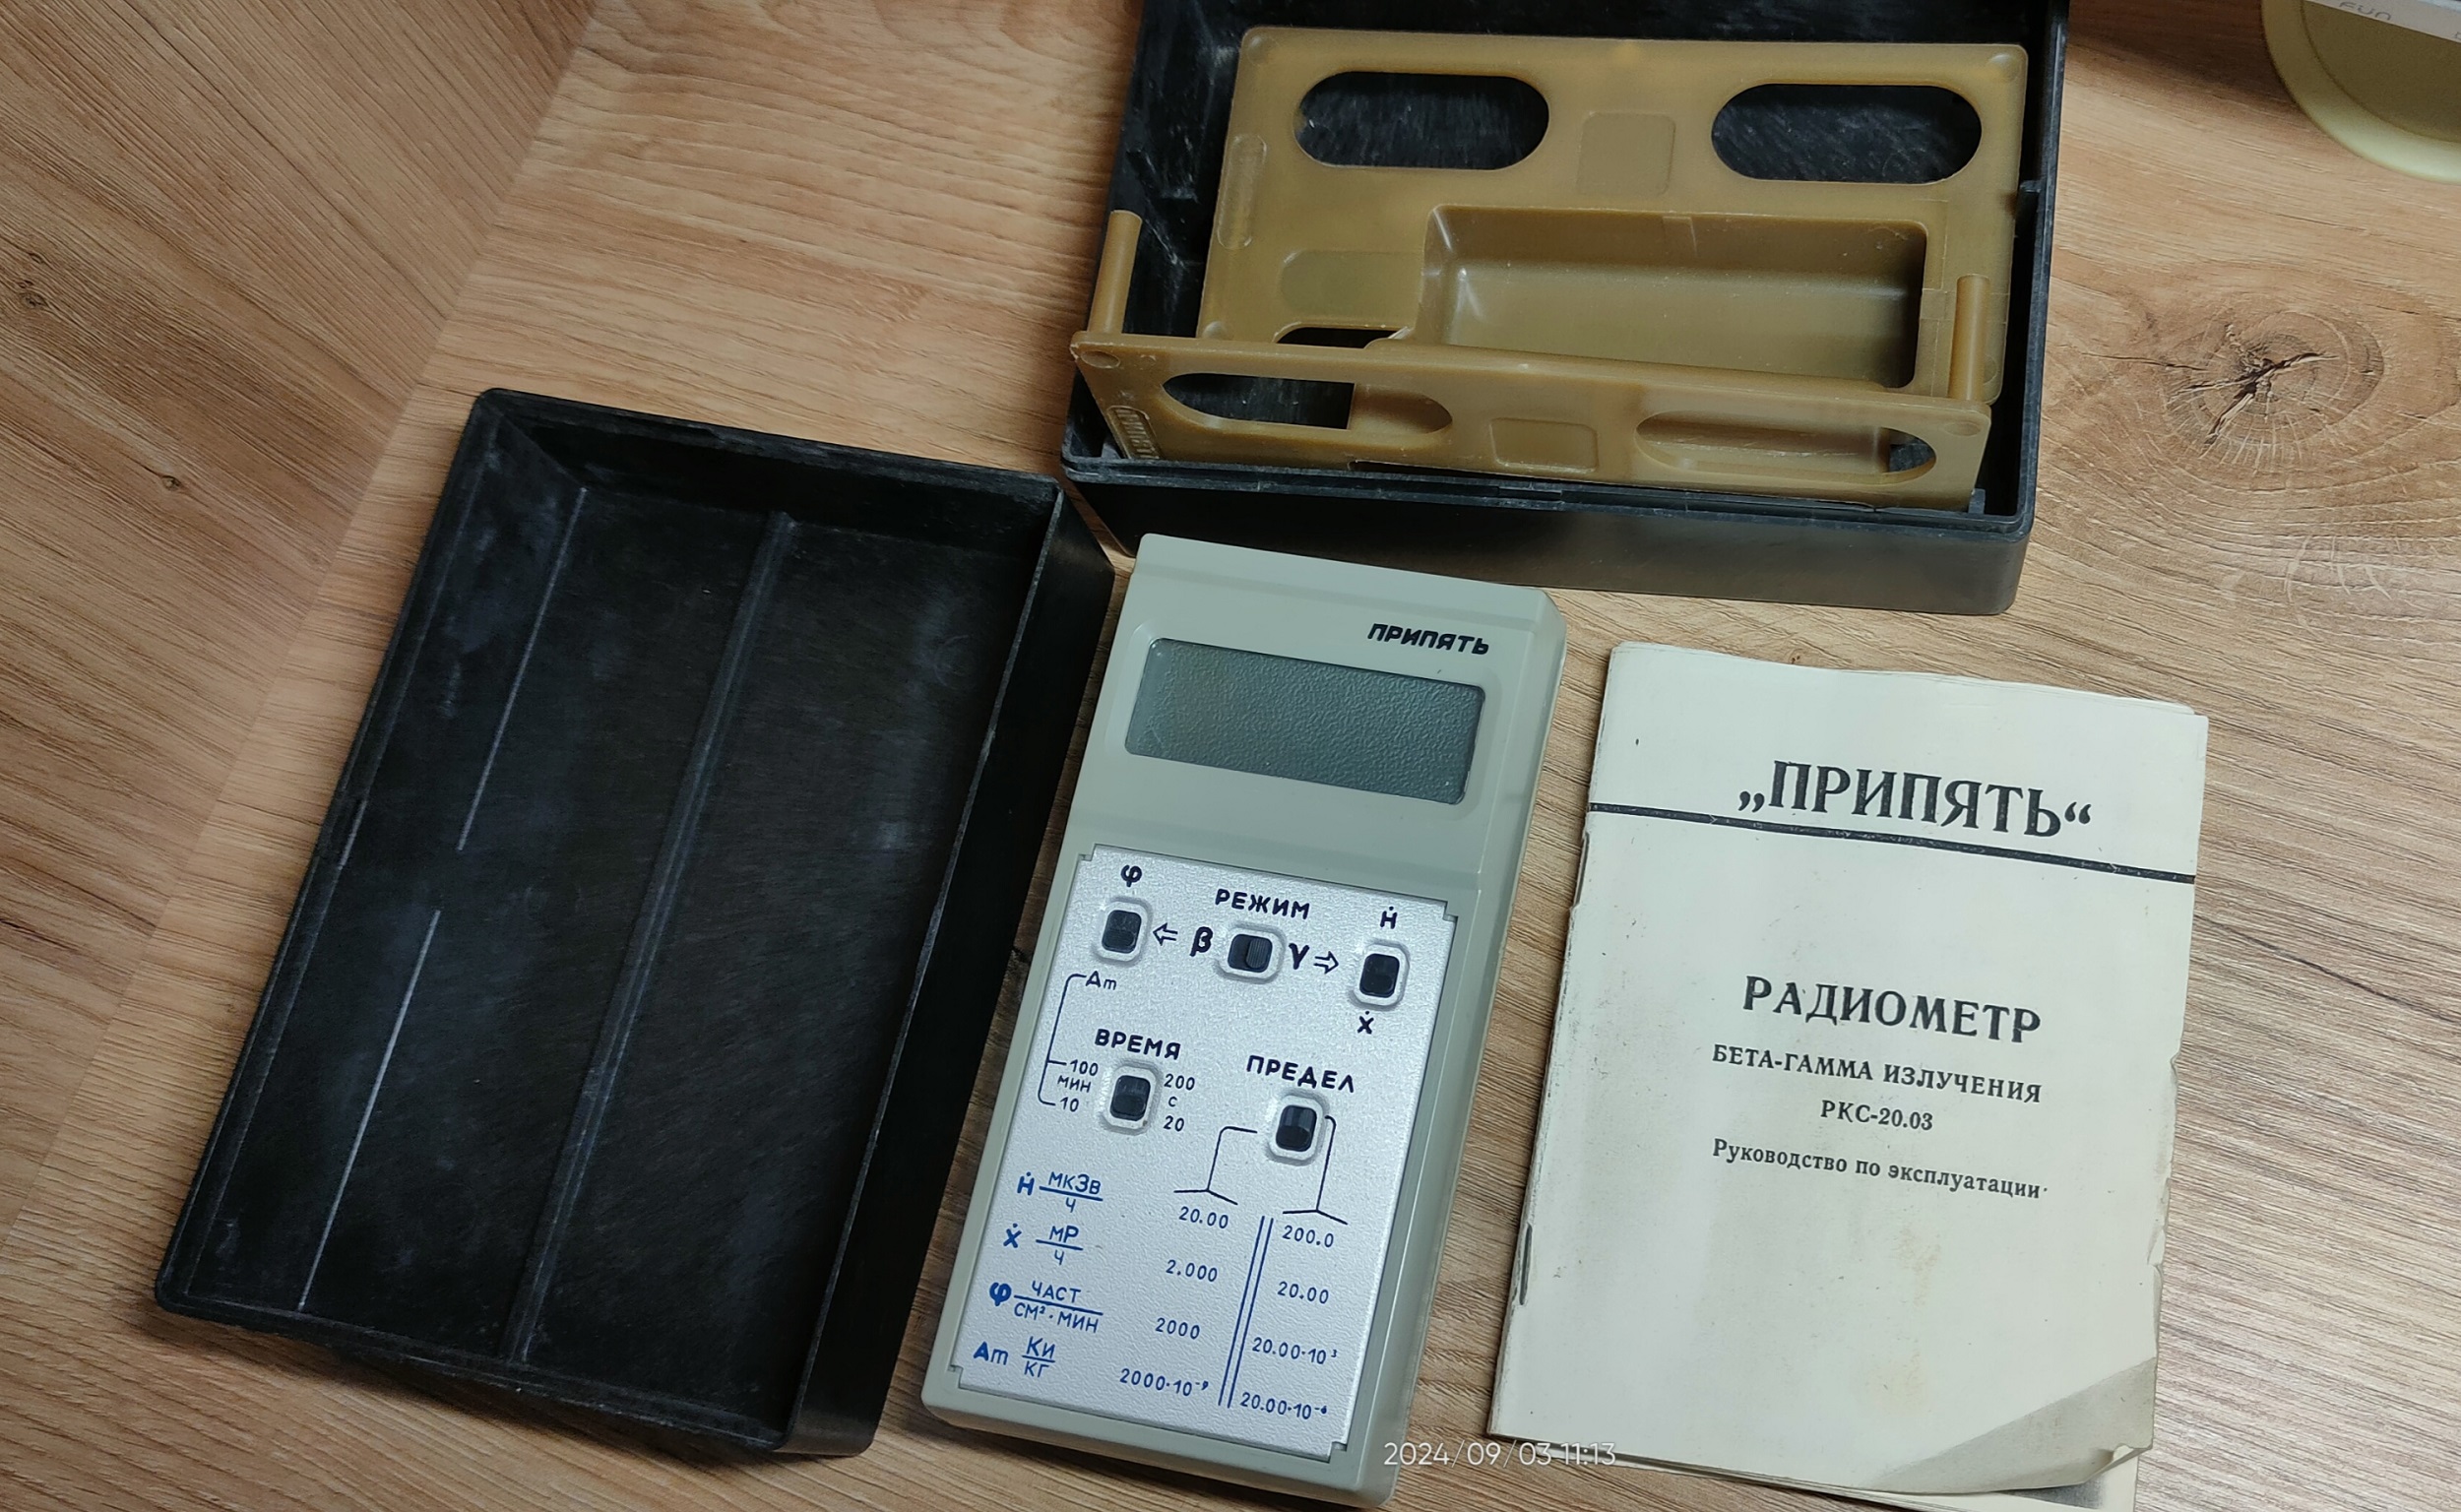 FUN
ПРИПЯТЬ
φ
РЕЖИМ
Ḣ
⇦ β γ ⇨
Am
Ẋ
ВРЕМЯ
ПРЕДЕЛ
100
МИН
10
200
с
20
Ḣ мкЗв/ч 20.00 200.0
Ẋ мР/ч 2.000 20.00
φ ЧАСТ/СМ²·МИН 2000 20.00·10³
Am Ки/кг 2000·10⁻⁹ 20.00·10⁻⁶
„ПРИПЯТЬ“
РАДИОМЕТР
БЕТА-ГАММА ИЗЛУЧЕНИЯ
РКС-20.03
Руководство по эксплуатации
2024/09/03 11:13